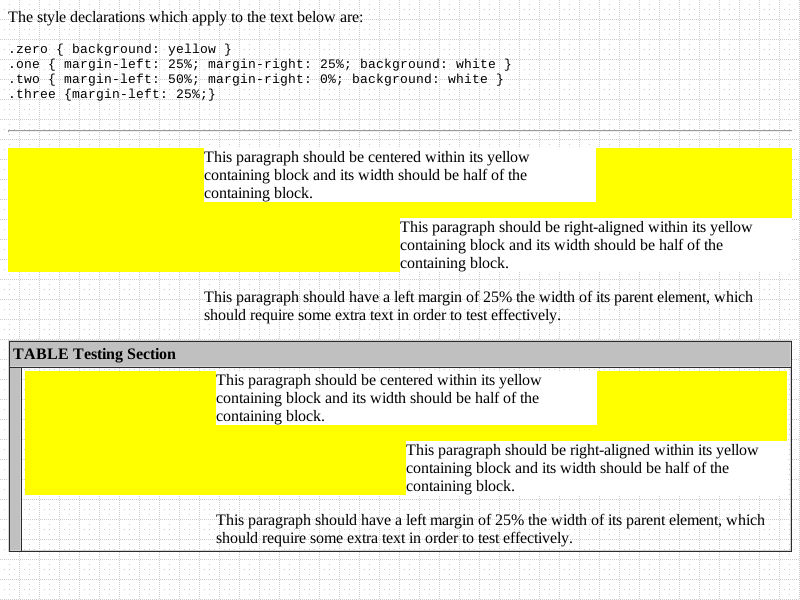 The style declarations which apply to the text below are:
.zero { background: yellow }
.one { margin-left: 25%; margin-right: 25%; background: white }
.two { margin-left: 50%; margin-right: 0%; background: white }
.three {margin-left: 25%;}
This paragraph should be centered within its yellow
containing block and its width should be half of the
containing block.
This paragraph should be right-aligned within its yellow
containing block and its width should be half of the
containing block.
This paragraph should have a left margin of 25% the width of its parent element, which
should require some extra text in order to test effectively.
TABLE Testing Section
This paragraph should be centered within its yellow
containing block and its width should be half of the
containing block.
This paragraph should be right-aligned within its yellow
containing block and its width should be half of the
containing block.
This paragraph should have a left margin of 25% the width of its parent element, which
should require some extra text in order to test effectively.